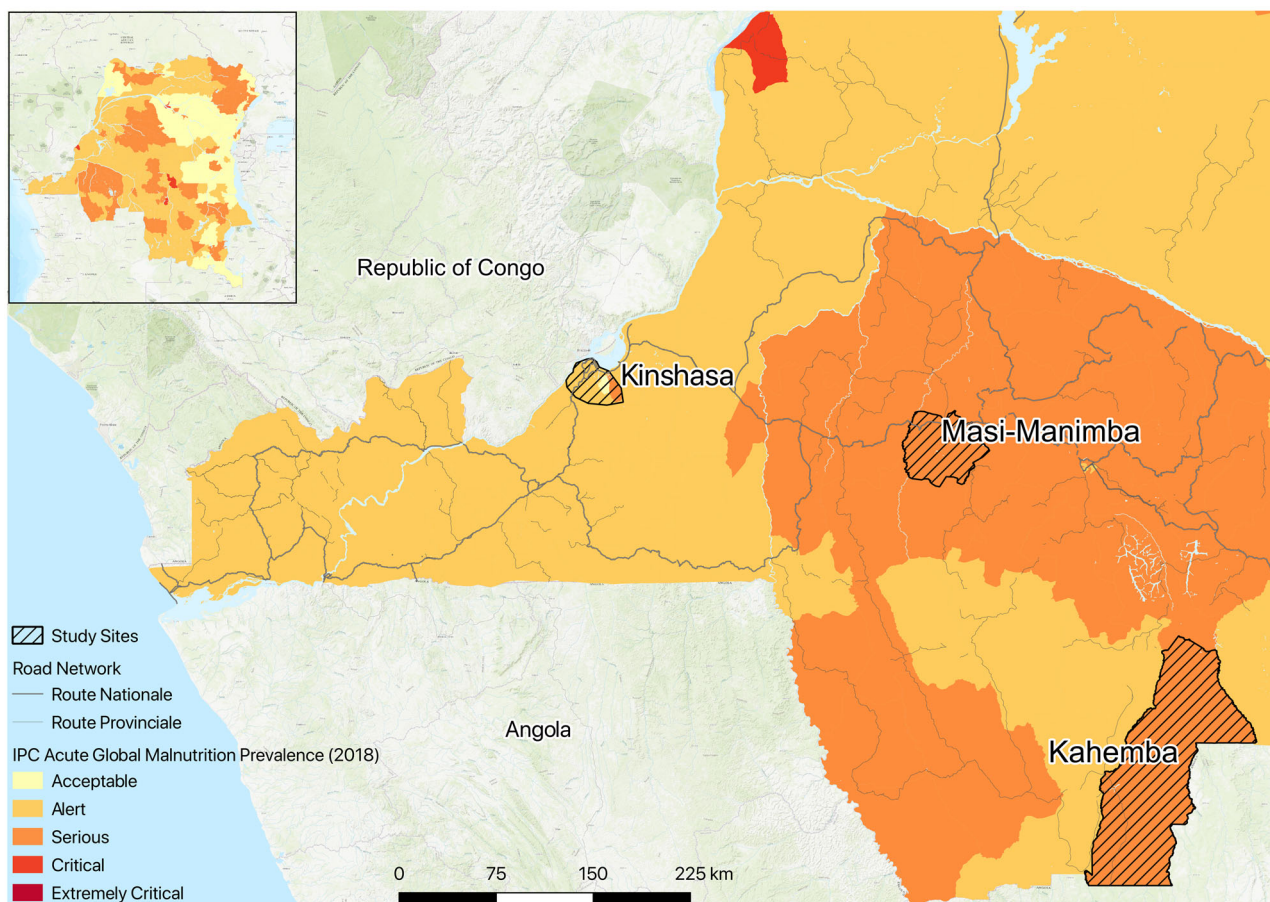 Republic of Congo
Kinshasa
Masi-Manimba
Angola
Kahemba
Study Sites
Road Network
Route Nationale
Route Provinciale
IPC Acute Global Malnutrition Prevalence (2018)
Acceptable
Alert
Serious
Critical
Extremely Critical
0 75 150 225 km